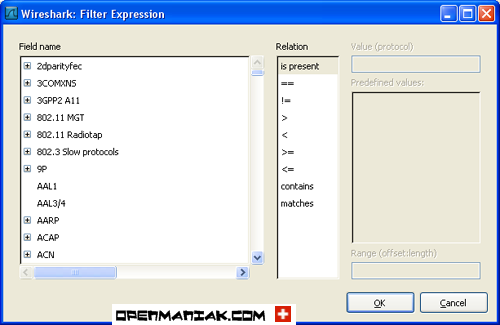 Wireshark: Filter Expression
Field name
2dparityfec
3COMXNS
3GPP2 A11
802.11 MGT
802.11 Radiotap
802.3 Slow protocols
9P
AAL1
AAL3/4
AARP
ACAP
ACN
Relation
is present
==
!=
>
<
>=
<=
contains
matches
Value (protocol)
Predefined values:
Range (offset:length)
OK
Cancel
OPENMANIAK.COM